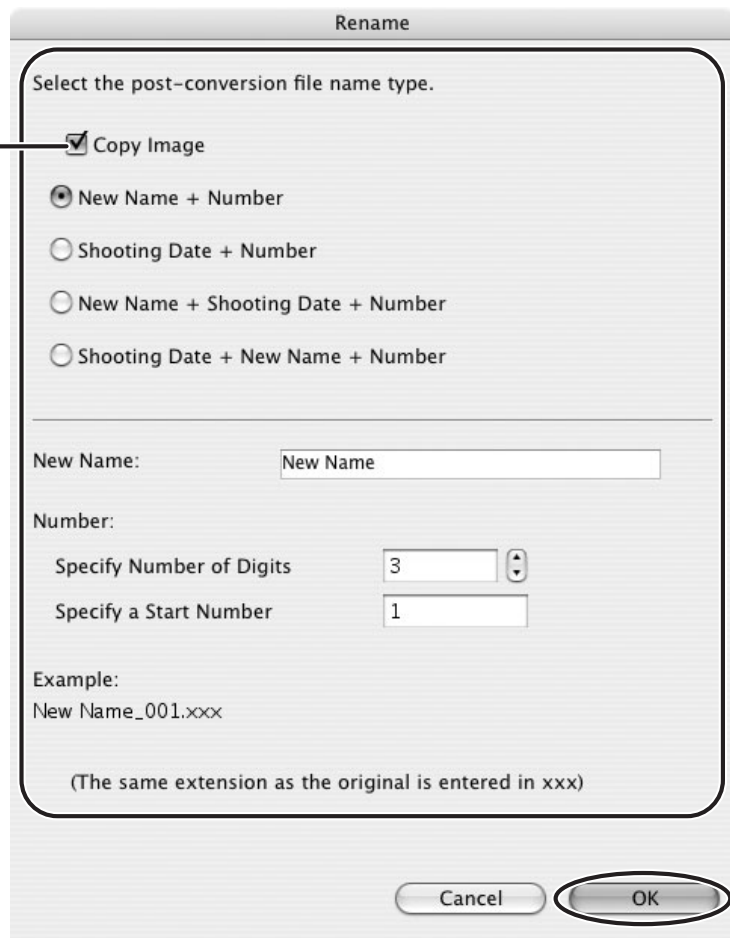 Rename
Select the post-conversion file name type.
Copy Image
New Name + Number
Shooting Date + Number
New Name + Shooting Date + Number
Shooting Date + New Name + Number
New Name: New Name
Number:
Specify Number of Digits 3
Specify a Start Number 1
Example:
New Name_001.xxx
(The same extension as the original is entered in xxx)
Cancel OK